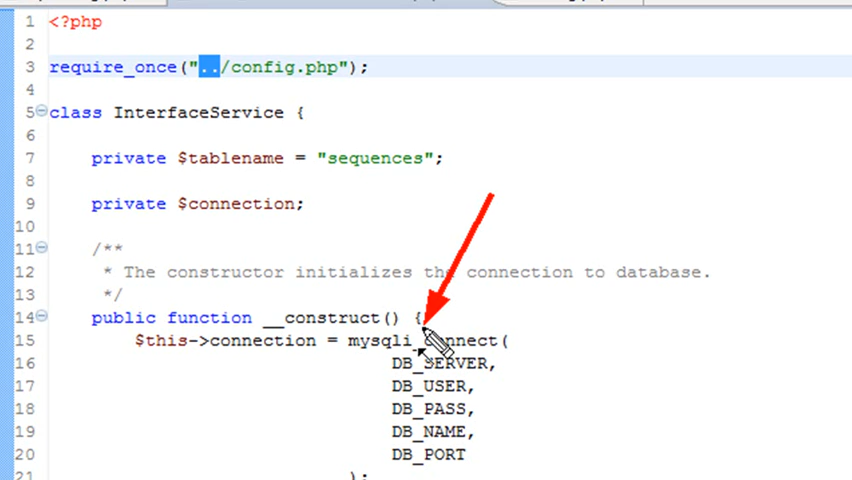 1 <?php
2
3 require_once("../config.php");
4
5 class InterfaceService {
6
7 private $tablename = "sequences";
8
9 private $connection;
10
11 /**
12 * The constructor initializes the connection to database.
13 */
14 public function __construct() {
15 $this->connection = mysqli_connect(
16 DB_SERVER,
17 DB_USER,
18 DB_PASS,
19 DB_NAME,
20 DB_PORT
21 );